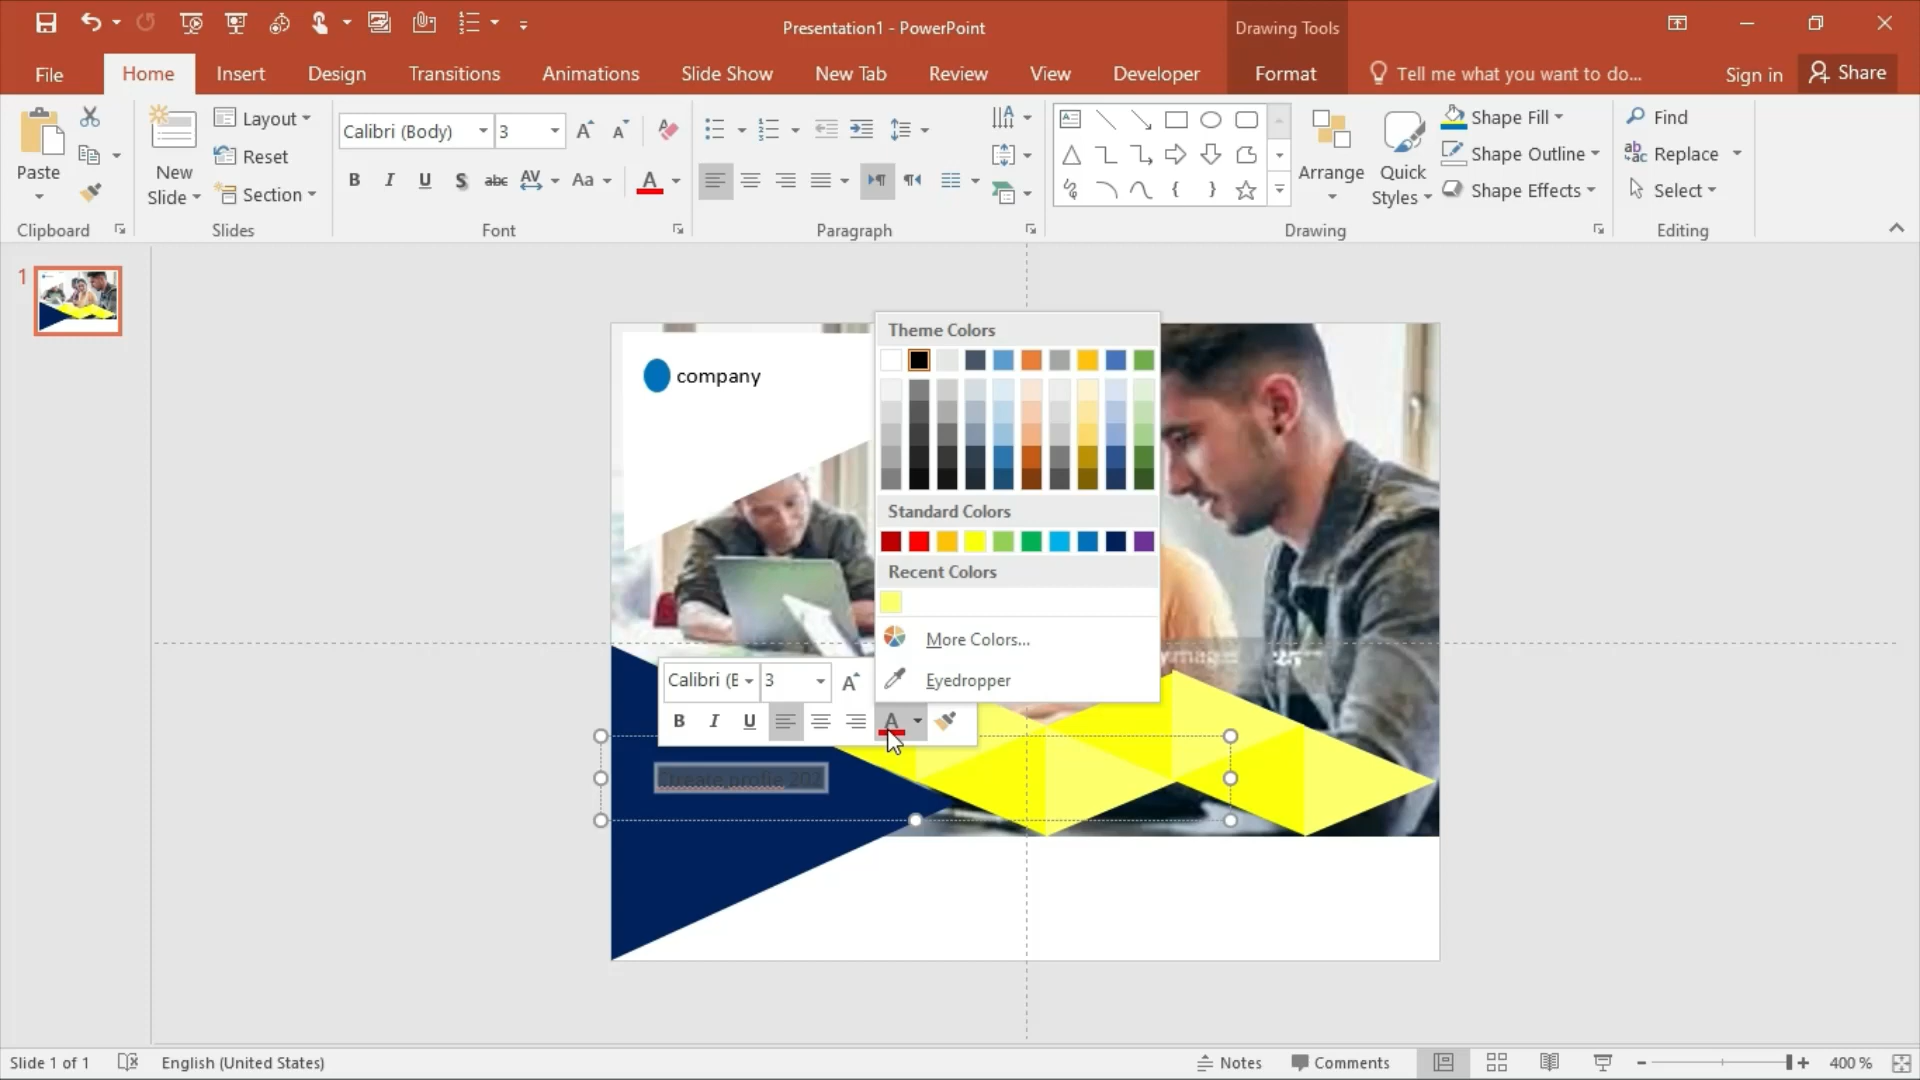 Presentation1 - PowerPoint
Drawing Tools
File
Home
Insert
Design
Transitions
Animations
Slide Show
New Tab
Review
View
Developer
Format
Tell me what you want to do...
Sign in
Share
Paste
Clipboard
New Slide
Layout
Reset
Section
Slides
Calibri (Body)
3
B I U S abc AV Aa A
Font
Paragraph
Arrange
Quick Styles
Shape Fill
Shape Outline
Shape Effects
Drawing
Find
Replace
Select
Editing
1
company
Theme Colors
Standard Colors
Recent Colors
More Colors...
Eyedropper
Calibri (E
3
B I U A
Slide 1 of 1
English (United States)
Notes
Comments
400 %